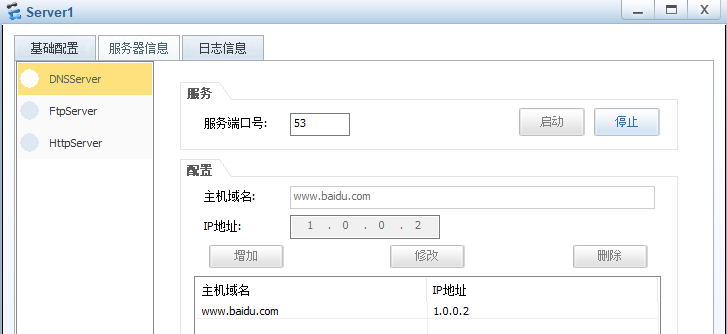 Server1
基础配置 服务器信息 日志信息
DNSServer
FtpServer
HttpServer
服务
服务端口号: 53 启动 停止
配置
主机域名: www.baidu.com
IP地址: 1 . 0 . 0 . 2
增加 修改 删除
主机域名 IP地址
www.baidu.com 1.0.0.2